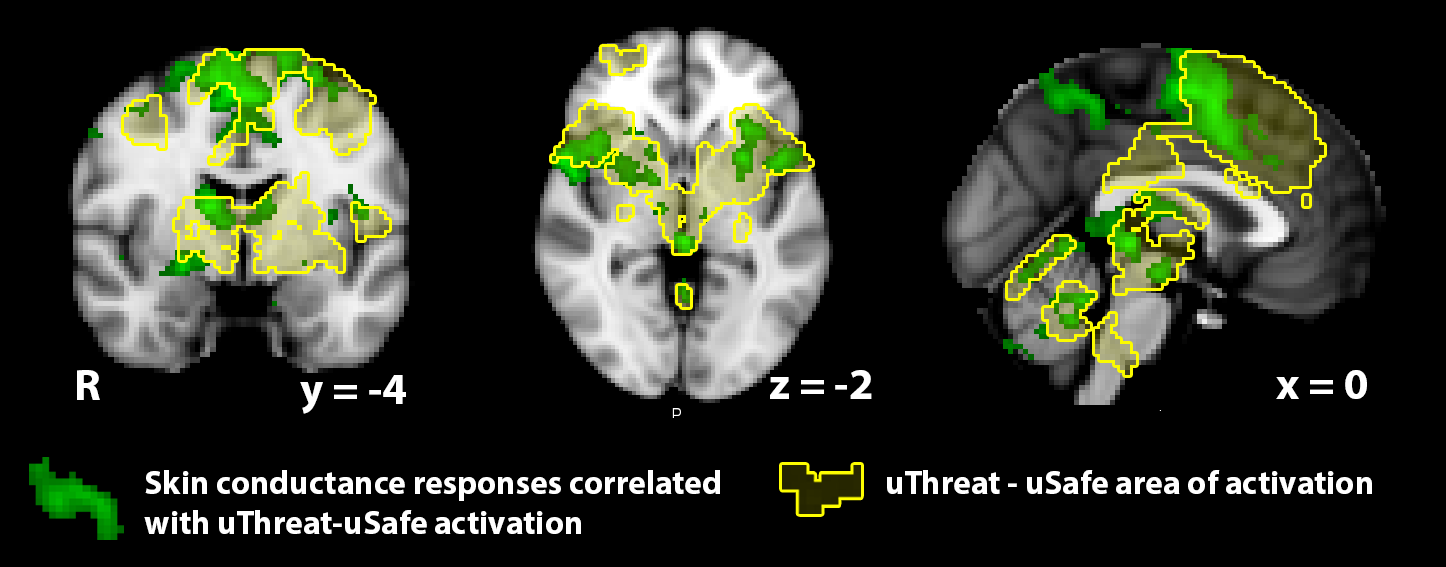 R
y = -4
z = -2
x = 0
P
Skin conductance responses correlated
with uThreat-uSafe activation
uThreat - uSafe area of activation